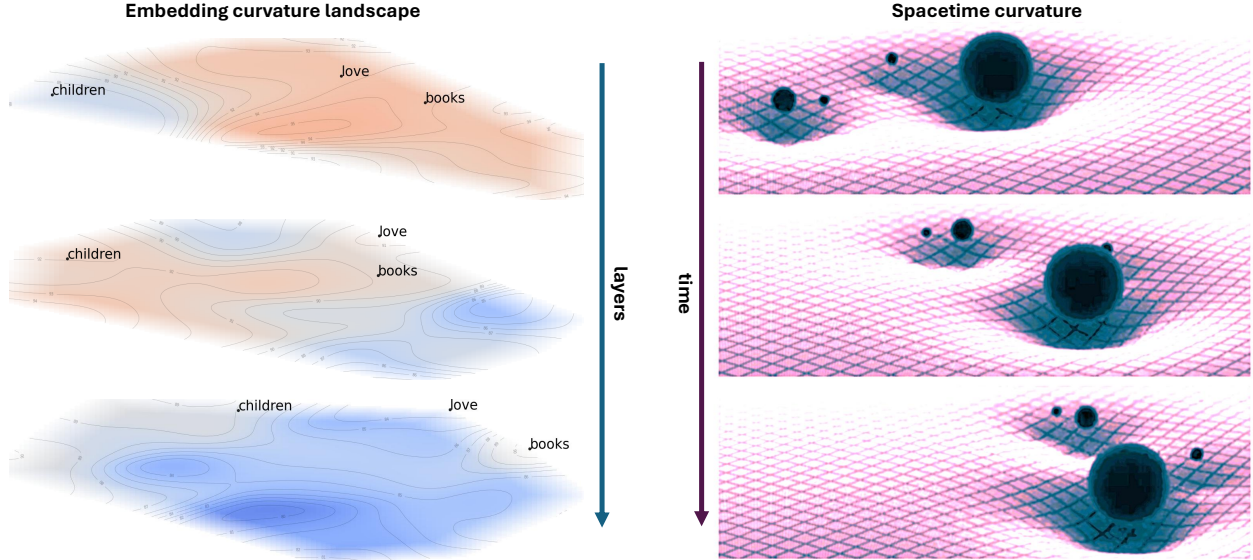 Embedding curvature landscape
Spacetime curvature
children
love
books
children
love
books
children
love
books
layers
time